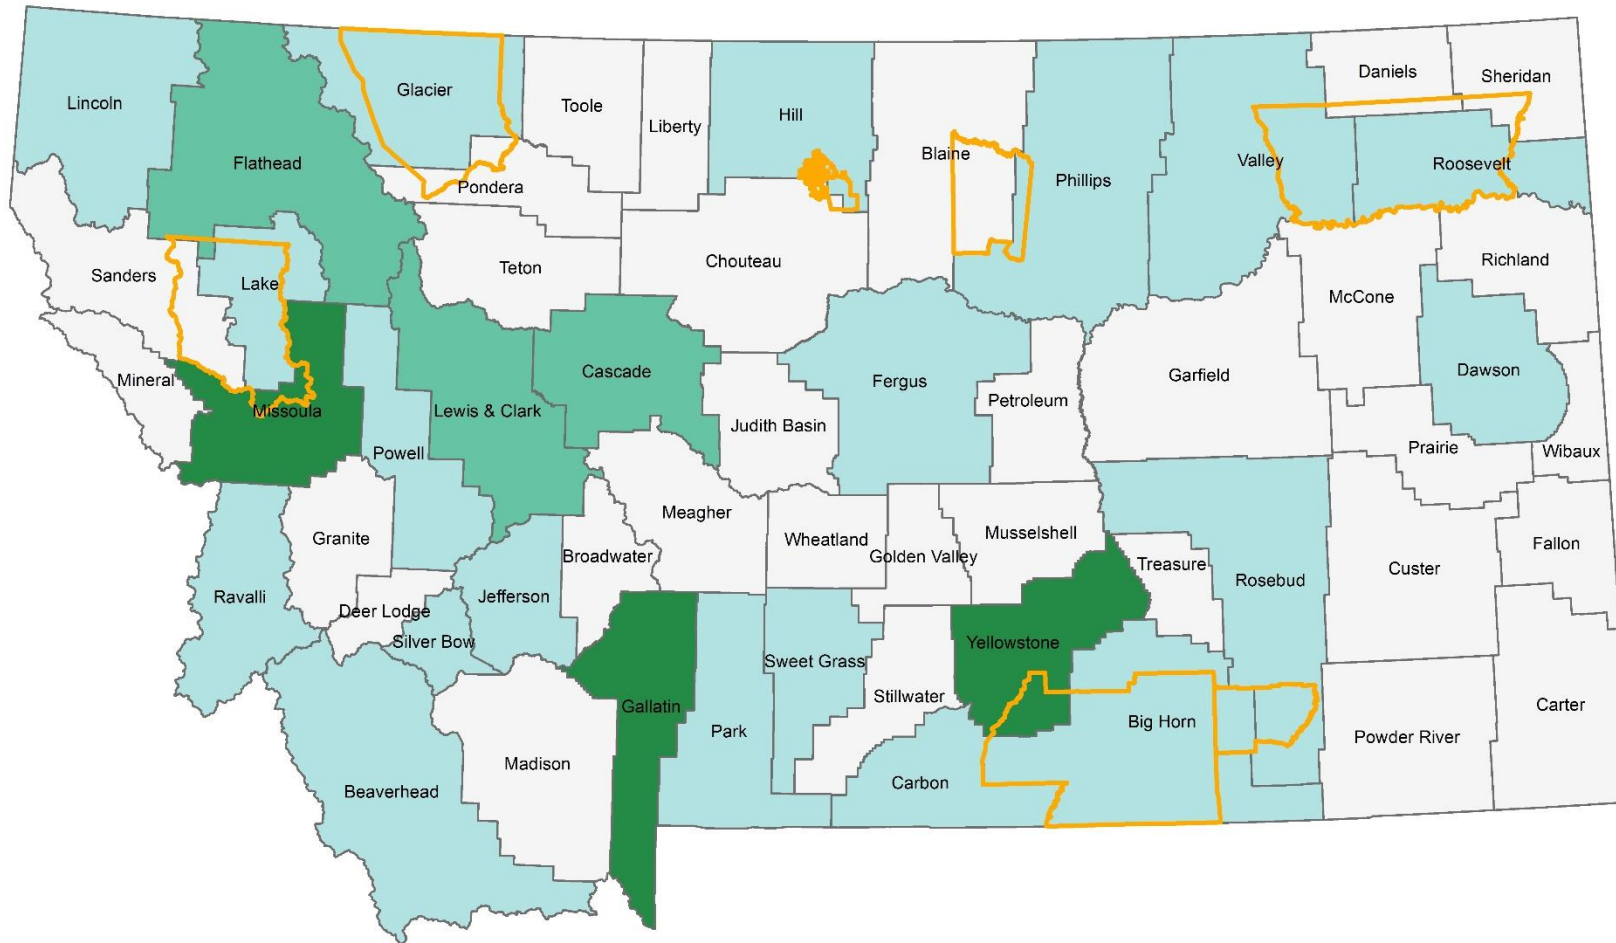 Daniels
Sheridan
Glacier
Lincoln
Toole
Hill
Liberty
Blaine
Valley
Roosevelt
Flathead
Phillips
Pondera
Chouteau
Richland
Teton
Sanders
Lake
McCone
Cascade
Dawson
Garfield
Mineral
Fergus
Petroleum
Missoula
Lewis & Clark
Judith Basin
Powell
Prairie
Wibaux
Meagher
Musselshell
Granite
Wheatland
Fallon
Broadwater
Golden Valley
Treasure
Custer
Rosebud
Ravalli
Jefferson
Deer Lodge
Silver Bow
Yellowstone
Sweet Grass
Stillwater
Gallatin
Carter
Big Horn
Park
Powder River
Madison
Carbon
Beaverhead